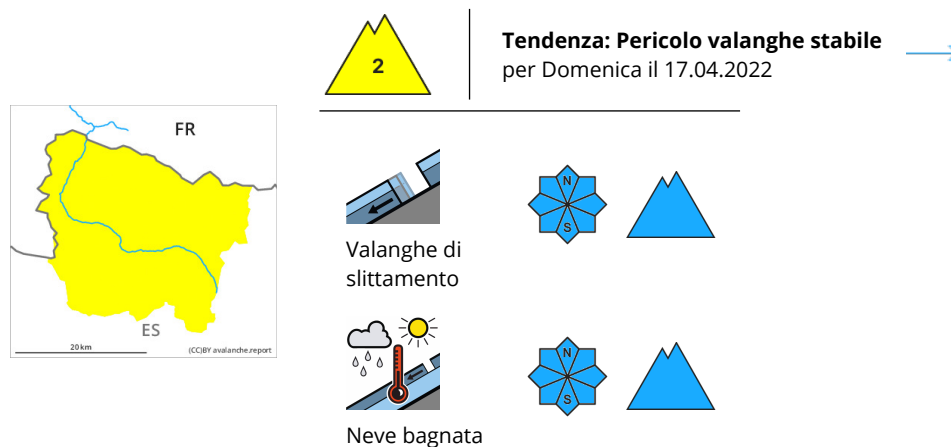 2
Tendenza: Pericolo valanghe stabile
per Domenica il 17.04.2022
FR
ES
20 km
(CC)BY avalanche.report
N
S
Valanghe di
slittamento
N
S
Neve bagnata